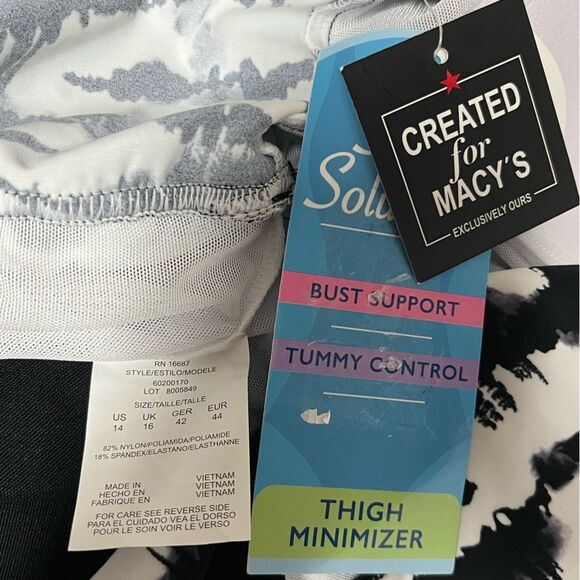 CREATED
for
MACY'S
EXCLUSIVELY OURS
BUST SUPPORT
TUMMY CONTROL
THIGH
MINIMIZER
RN 16687
STYLE/ESTILO/MODELE
60200170
LOT 8005849
SIZE/TALLA/TAILLE
US UK GER EUR
14 16 42 44
82% NYLON/POLIAMIDA/POLIAMIDE
18% SPANDEX/ELASTANO/ELASTHANNE
MADE IN VIETNAM
HECHO EN VIETNAM
FABRIQUE EN VIETNAM
FOR CARE SEE REVERSE SIDE
PARA EL CUIDADO VEA EL DORSO
POUR LE SOIN VOIR LE VERSO